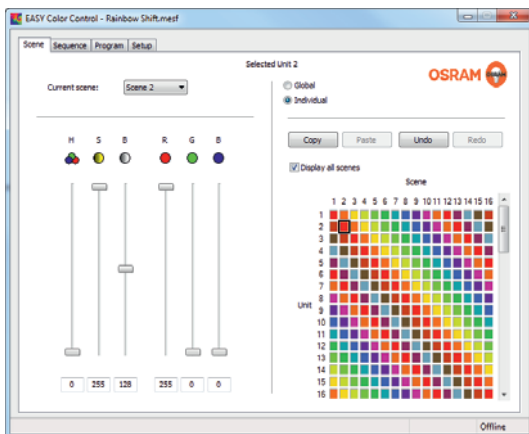 EASY Color Control - Rainbow Shift.mesf
Scene Sequence Program Setup
Selected Unit 2
OSRAM
Current scene: Scene 2
Global
Individual
Copy Paste Undo Redo
Display all scenes
Scene
H S B R G B
1 2 3 4 5 6 7 8 9 10 11 12 13 14 15 16
1
2
3
4
5
6
7
Unit
8
9
10
11
12
13
14
15
16
0 255 128 255 0 0
Offline